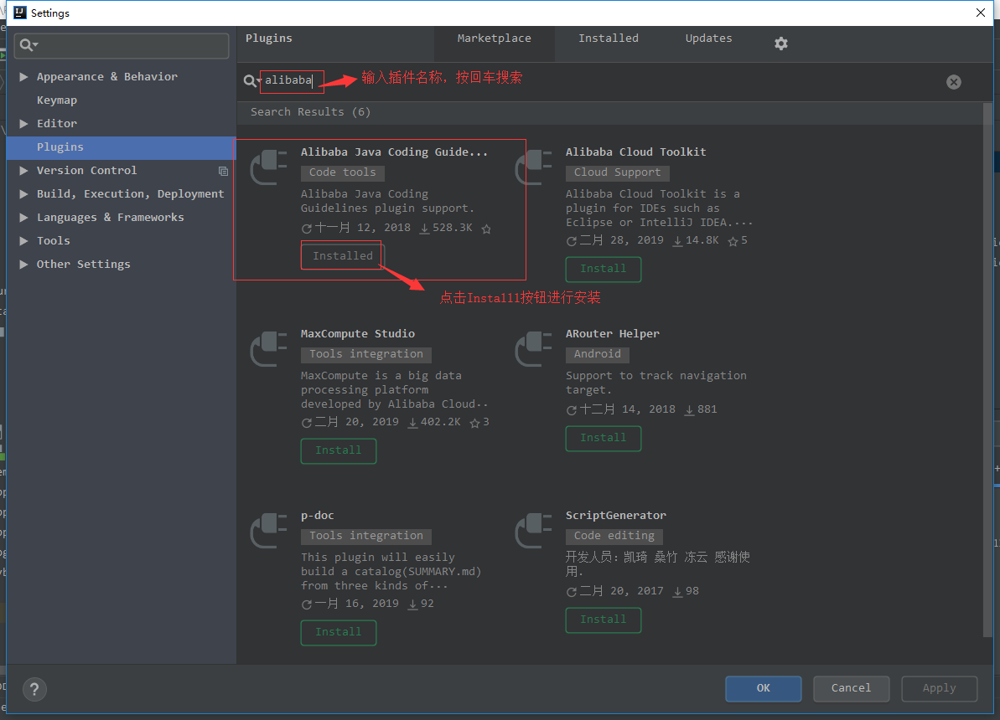 Settings
Plugins
Marketplace
Installed
Updates
Appearance & Behavior
Keymap
Editor
Plugins
Version Control
Build, Execution, Deployment
Languages & Frameworks
Tools
Other Settings
alibaba
输入插件名称，按回车搜索
Search Results (6)
Alibaba Java Coding Guide...
Code tools
Alibaba Java Coding
Guidelines plugin support.
十一月 12, 2018 528.3K
Installed
点击Installl按钮进行安装
Alibaba Cloud Toolkit
Cloud Support
Alibaba Cloud Toolkit is a
plugin for IDEs such as
Eclipse or IntelliJ IDEA....
二月 28, 2019 14.8K 5
Install
MaxCompute Studio
Tools integration
MaxCompute is a big data
processing platform
developed by Alibaba Cloud..
二月 20, 2019 402.2K 3
Install
ARouter Helper
Android
Support to track navigation
target.
十二月 14, 2018 881
Install
p-doc
Tools integration
This plugin will easily
build a catalog(SUMMARY.md)
from three kinds of...
一月 16, 2019 92
Install
ScriptGenerator
Code editing
开发人员：凯琦 桑竹 冻云 感谢使
用.
二月 20, 2017 98
Install
?
OK
Cancel
Apply